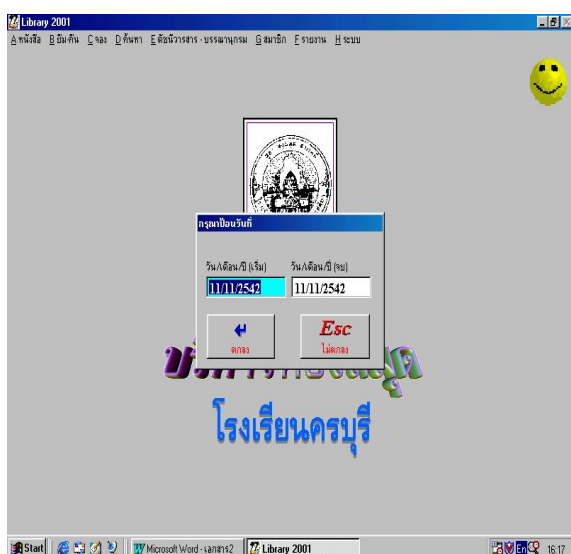 Library 2001
A หนังสือ B ยืม-คืน C จอง D ค้นหา E ดัชนีวารสาร - บรรณานุกรม G สมาชิก F รายงาน H ระบบ
กรุณาป้อนวันที่
วัน/เดือน/ปี (เริ่ม) วัน/เดือน/ปี (จบ)
11/11/2542 11/11/2542
Esc
ตกลง ไม่ตกลง
โรงเรียนครบุรี
Start Microsoft Word - เอกสาร2 Library 2001 En 16:17